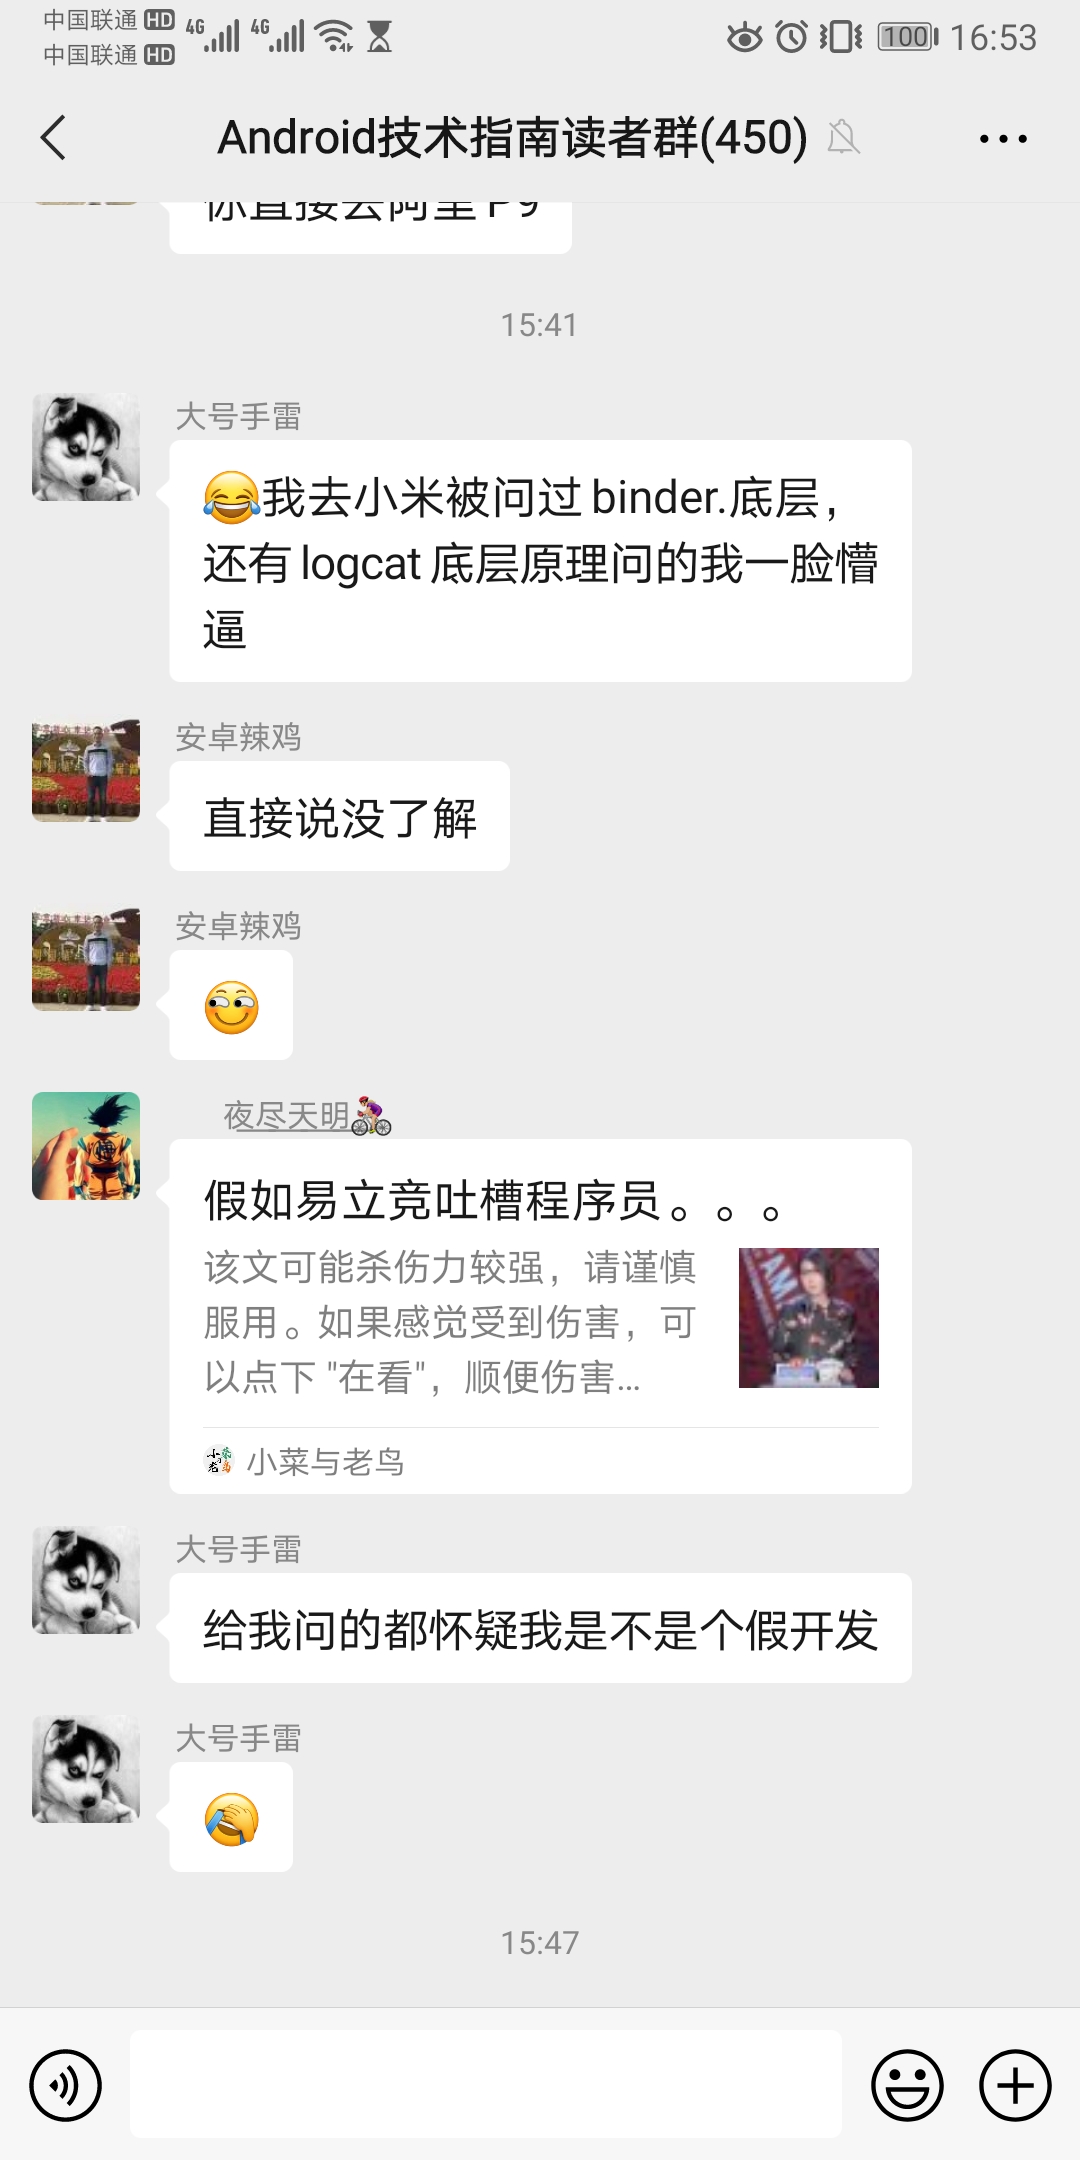 中国联通 HD 4G 4G 100 16:53
中国联通 HD
Android技术指南读者群(450)
你直接去阿里 P9
15:41
大号手雷
😂我去小米被问过 binder.底层，
还有 logcat 底层原理问的我一脸懵
逼
安卓辣鸡
直接说没了解
安卓辣鸡
夜尽天明🚴
假如易立竞吐槽程序员。。。
该文可能杀伤力较强，请谨慎
服用。如果感觉受到伤害，可
以点下 "在看"，顺便伤害...
小菜与老鸟
大号手雷
给我问的都怀疑我是不是个假开发
大号手雷
15:47